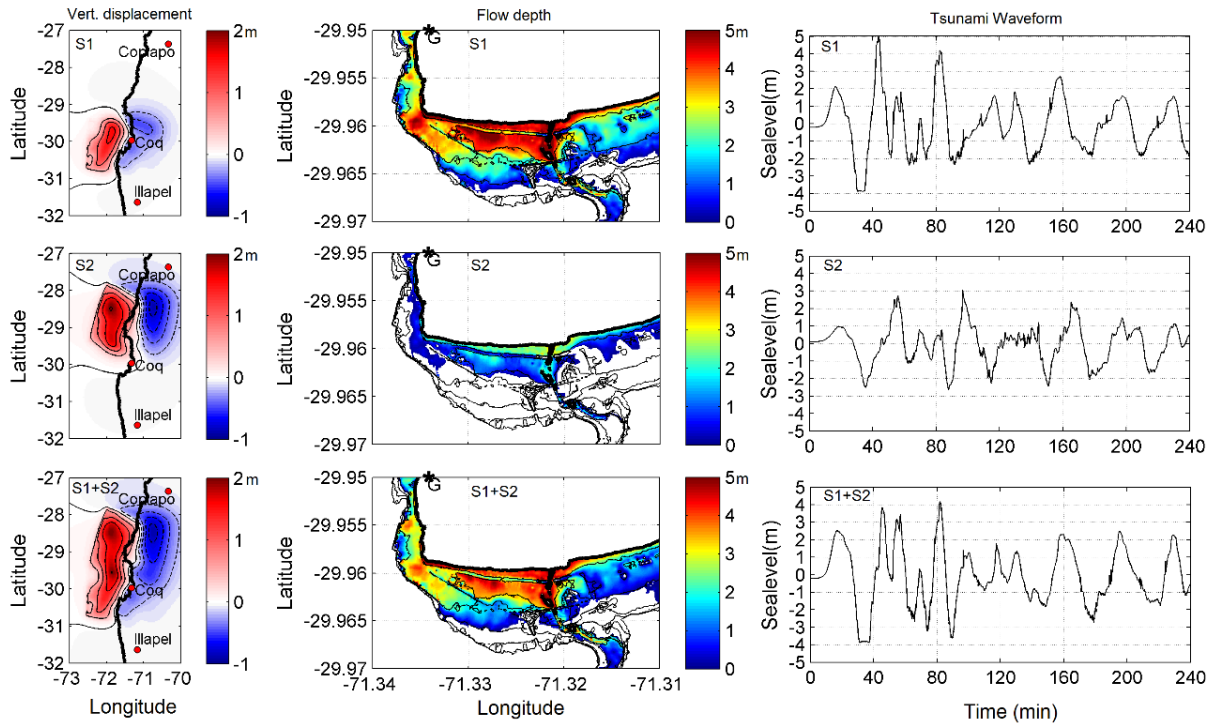 Vert. displacement
Flow depth
Tsunami Waveform
S1
Copiapo
Coq
Illapel
Latitude
-27
-28
-29
-30
-31
-32
-73
-72
-71
-70
2m
1
0
-1
S1
G
Latitude
-29.95
-29.955
-29.96
-29.965
-29.97
5m
4
3
2
1
0
S1
Sealevel(m)
5
4
3
2
1
0
-1
-2
-3
-4
-5
0
40
80
120
160
200
240
S2
Copiapo
Coq
Illapel
Latitude
-27
-28
-29
-30
-31
-32
2m
1
0
-1
S2
G
Latitude
-29.95
-29.955
-29.96
-29.965
-29.97
5m
4
3
2
1
0
S2
Sealevel(m)
5
4
3
2
1
0
-1
-2
-3
-4
-5
0
40
80
120
160
200
240
S1+S2
Copiapo
Coq
Illapel
Latitude
-27
-28
-29
-30
-31
-32
-73
-72
-71
-70
Longitude
2m
1
0
-1
S1+S2
G
Latitude
-29.95
-29.955
-29.96
-29.965
-29.97
-71.34
-71.33
-71.32
-71.31
Longitude
5m
4
3
2
1
0
S1+S2
Sealevel(m)
5
4
3
2
1
0
-1
-2
-3
-4
-5
0
40
80
120
160
200
240
Time (min)